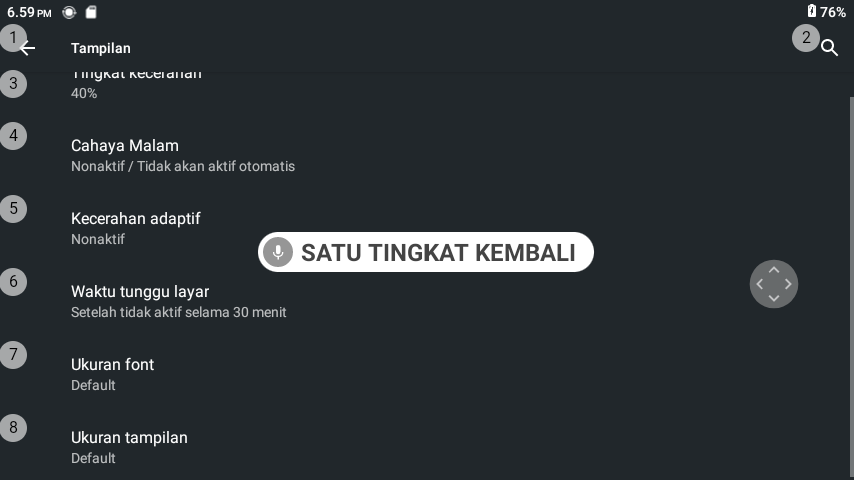 6.59 PM
76%
1
Tampilan
2
3
Tingkat kecerahan
40%
4
Cahaya Malam
Nonaktif / Tidak akan aktif otomatis
5
Kecerahan adaptif
Nonaktif
SATU TINGKAT KEMBALI
6
Waktu tunggu layar
Setelah tidak aktif selama 30 menit
7
Ukuran font
Default
8
Ukuran tampilan
Default